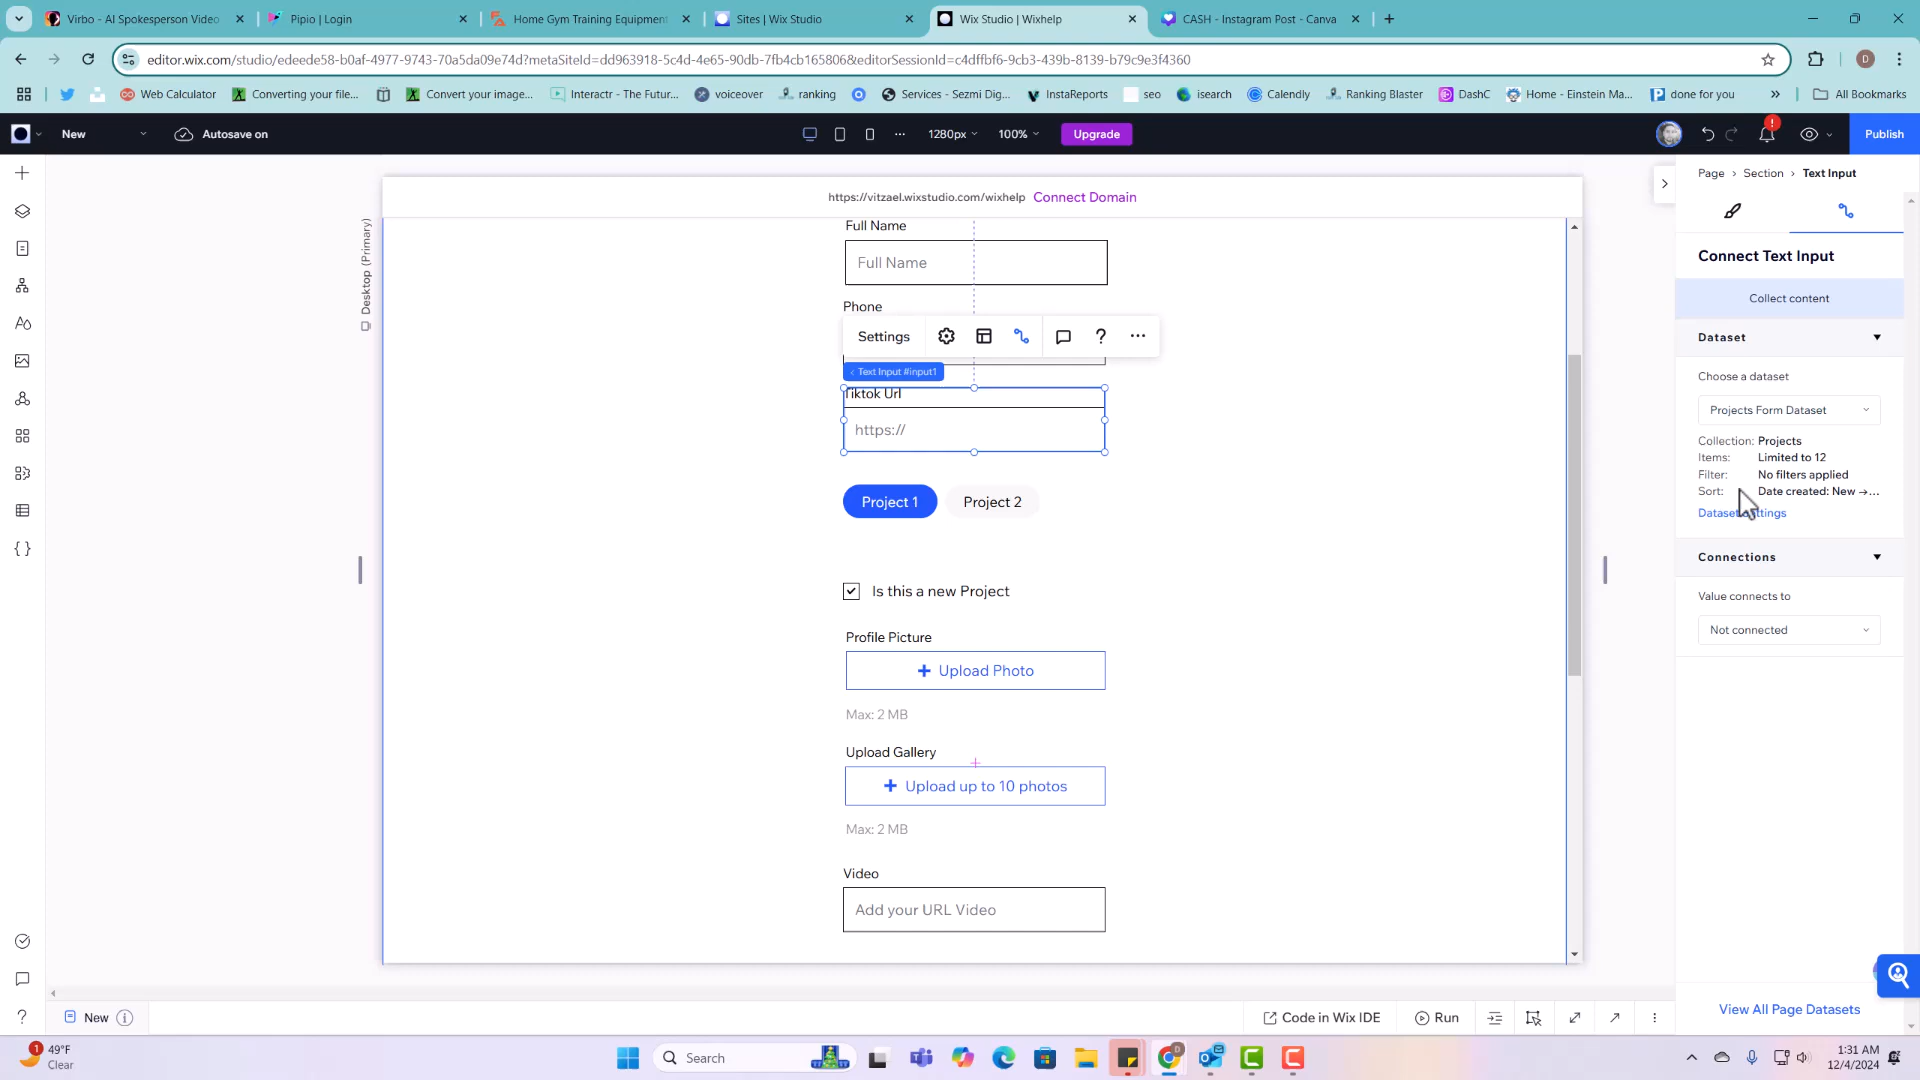 Virbo - AI Spokesperson Video
Pipio | Login
Home Gym Training Equipment
Sites | Wix Studio
Wix Studio | Wixhelp
CASH - Instagram Post - Canva
editor.wix.com/studio/edeede58-b0af-4977-9743-70a5da09e74d?metaSiteId=dd963918-5c4d-4e65-90db-7fb4cb165806&editorSessionId=c4dffbf6-9cb3-439b-8139-b79c9e3f4360
D
Web Calculator
Converting your file...
Convert your image...
Interactr - The Futur...
voiceover
ranking
Services - Sezmi Dig...
InstaReports
seo
isearch
Calendly
Ranking Blaster
DashC
Home - Einstein Ma...
done for you
All Bookmarks
New
Autosave on
1280px
100%
Upgrade
Publish
https://vitzael.wixstudio.com/wixhelp Connect Domain
Desktop (Primary)
Full Name
Full Name
Phone
Settings
Text Input #input1
Tiktok Url
https://
Project 1
Project 2
Is this a new Project
Profile Picture
+ Upload Photo
Max: 2 MB
Upload Gallery
+ Upload up to 10 photos
Max: 2 MB
Video
Add your URL Video
Page > Section > Text Input
Connect Text Input
Collect content
Dataset
Choose a dataset
Projects Form Dataset
Collection: Projects
Items: Limited to 12
Filter: No filters applied
Sort: Date created: New →...
Dataset
Connections
Value connects to
Not connected
View All Page Datasets
New
Code in Wix IDE
Run
1
49°F
Clear
Search
1:31 AM
12/4/2024